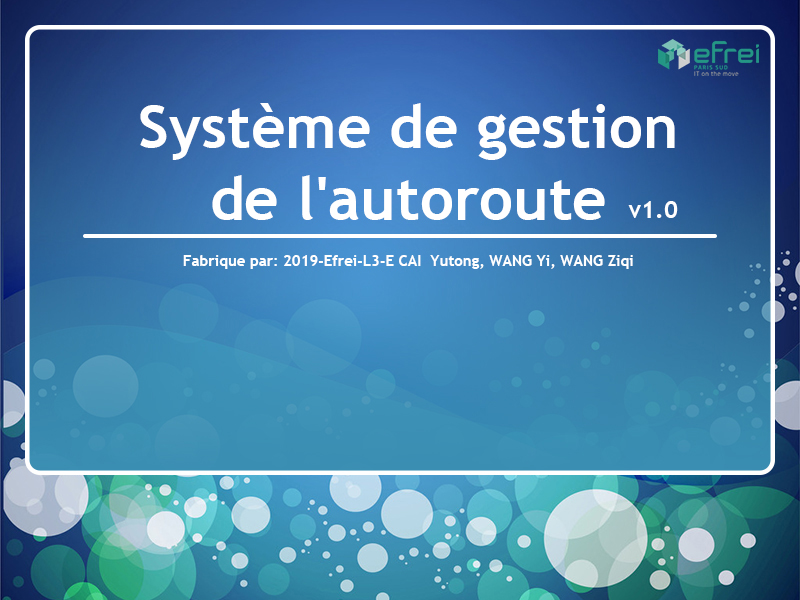 efrei
PARIS SUD
IT on the move
Système de gestion
de l'autoroute v1.0
Fabrique par: 2019-Efrei-L3-E CAI  Yutong, WANG Yi, WANG Ziqi